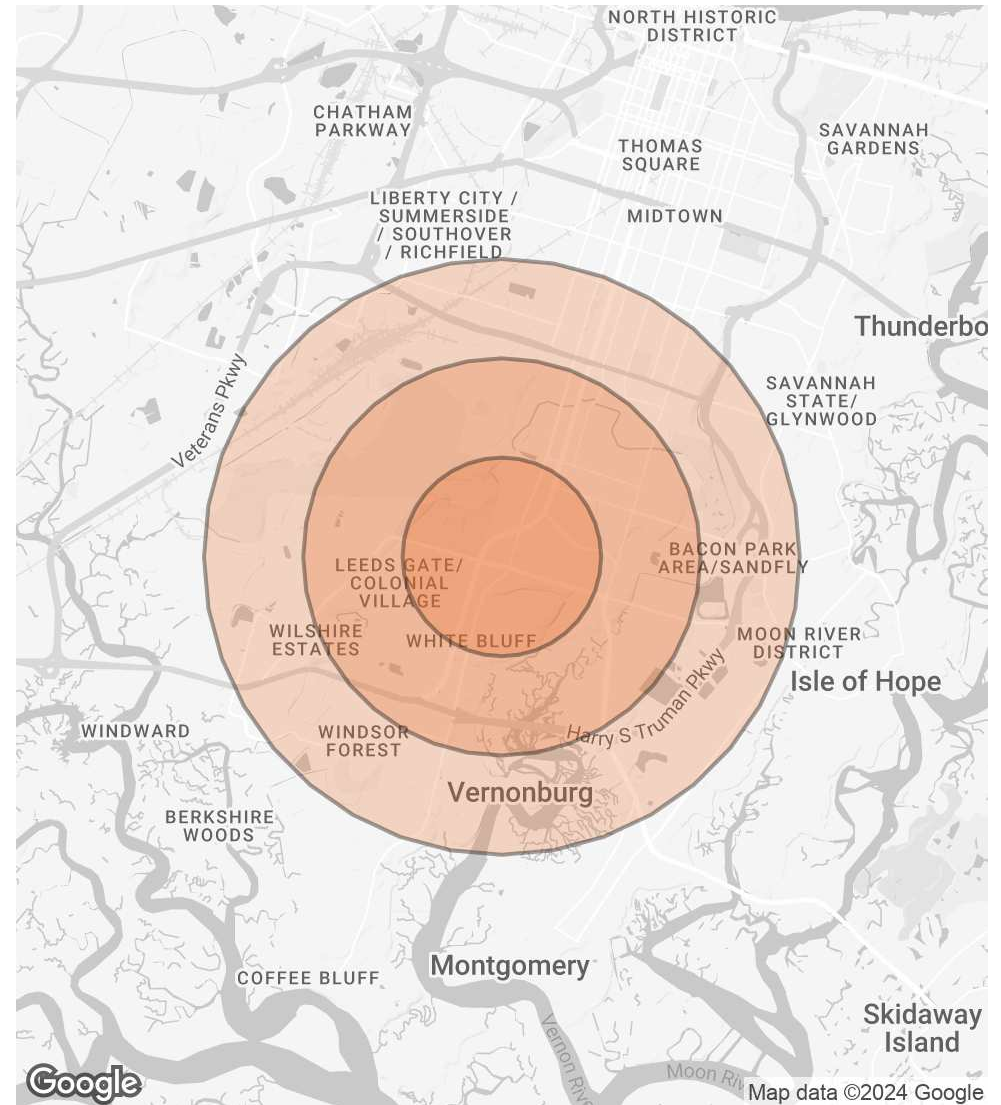 NORTH HISTORIC
DISTRICT
CHATHAM
PARKWAY
SAVANNAH
GARDENS
THOMAS
SQUARE
LIBERTY CITY /
SUMMERSIDE
/ SOUTHOVER
/ RICHFIELD
MIDTOWN
Thunderbo
Veterans Pkwy
SAVANNAH
STATE/
GLYNWOOD
BACON PARK
AREA/SANDFLY
LEEDS GATE/
COLONIAL
VILLAGE
WILSHIRE
ESTATES
WHITE BLUFF
MOON RIVER
DISTRICT
Isle of Hope
Harry S Truman Pkwy
WINDWARD
WINDSOR
FOREST
Vernonburg
BERKSHIRE
WOODS
Montgomery
COFFEE BLUFF
Skidaway
Island
Vernon Riv
Moon Riv
Google
Map data ©2024 Google